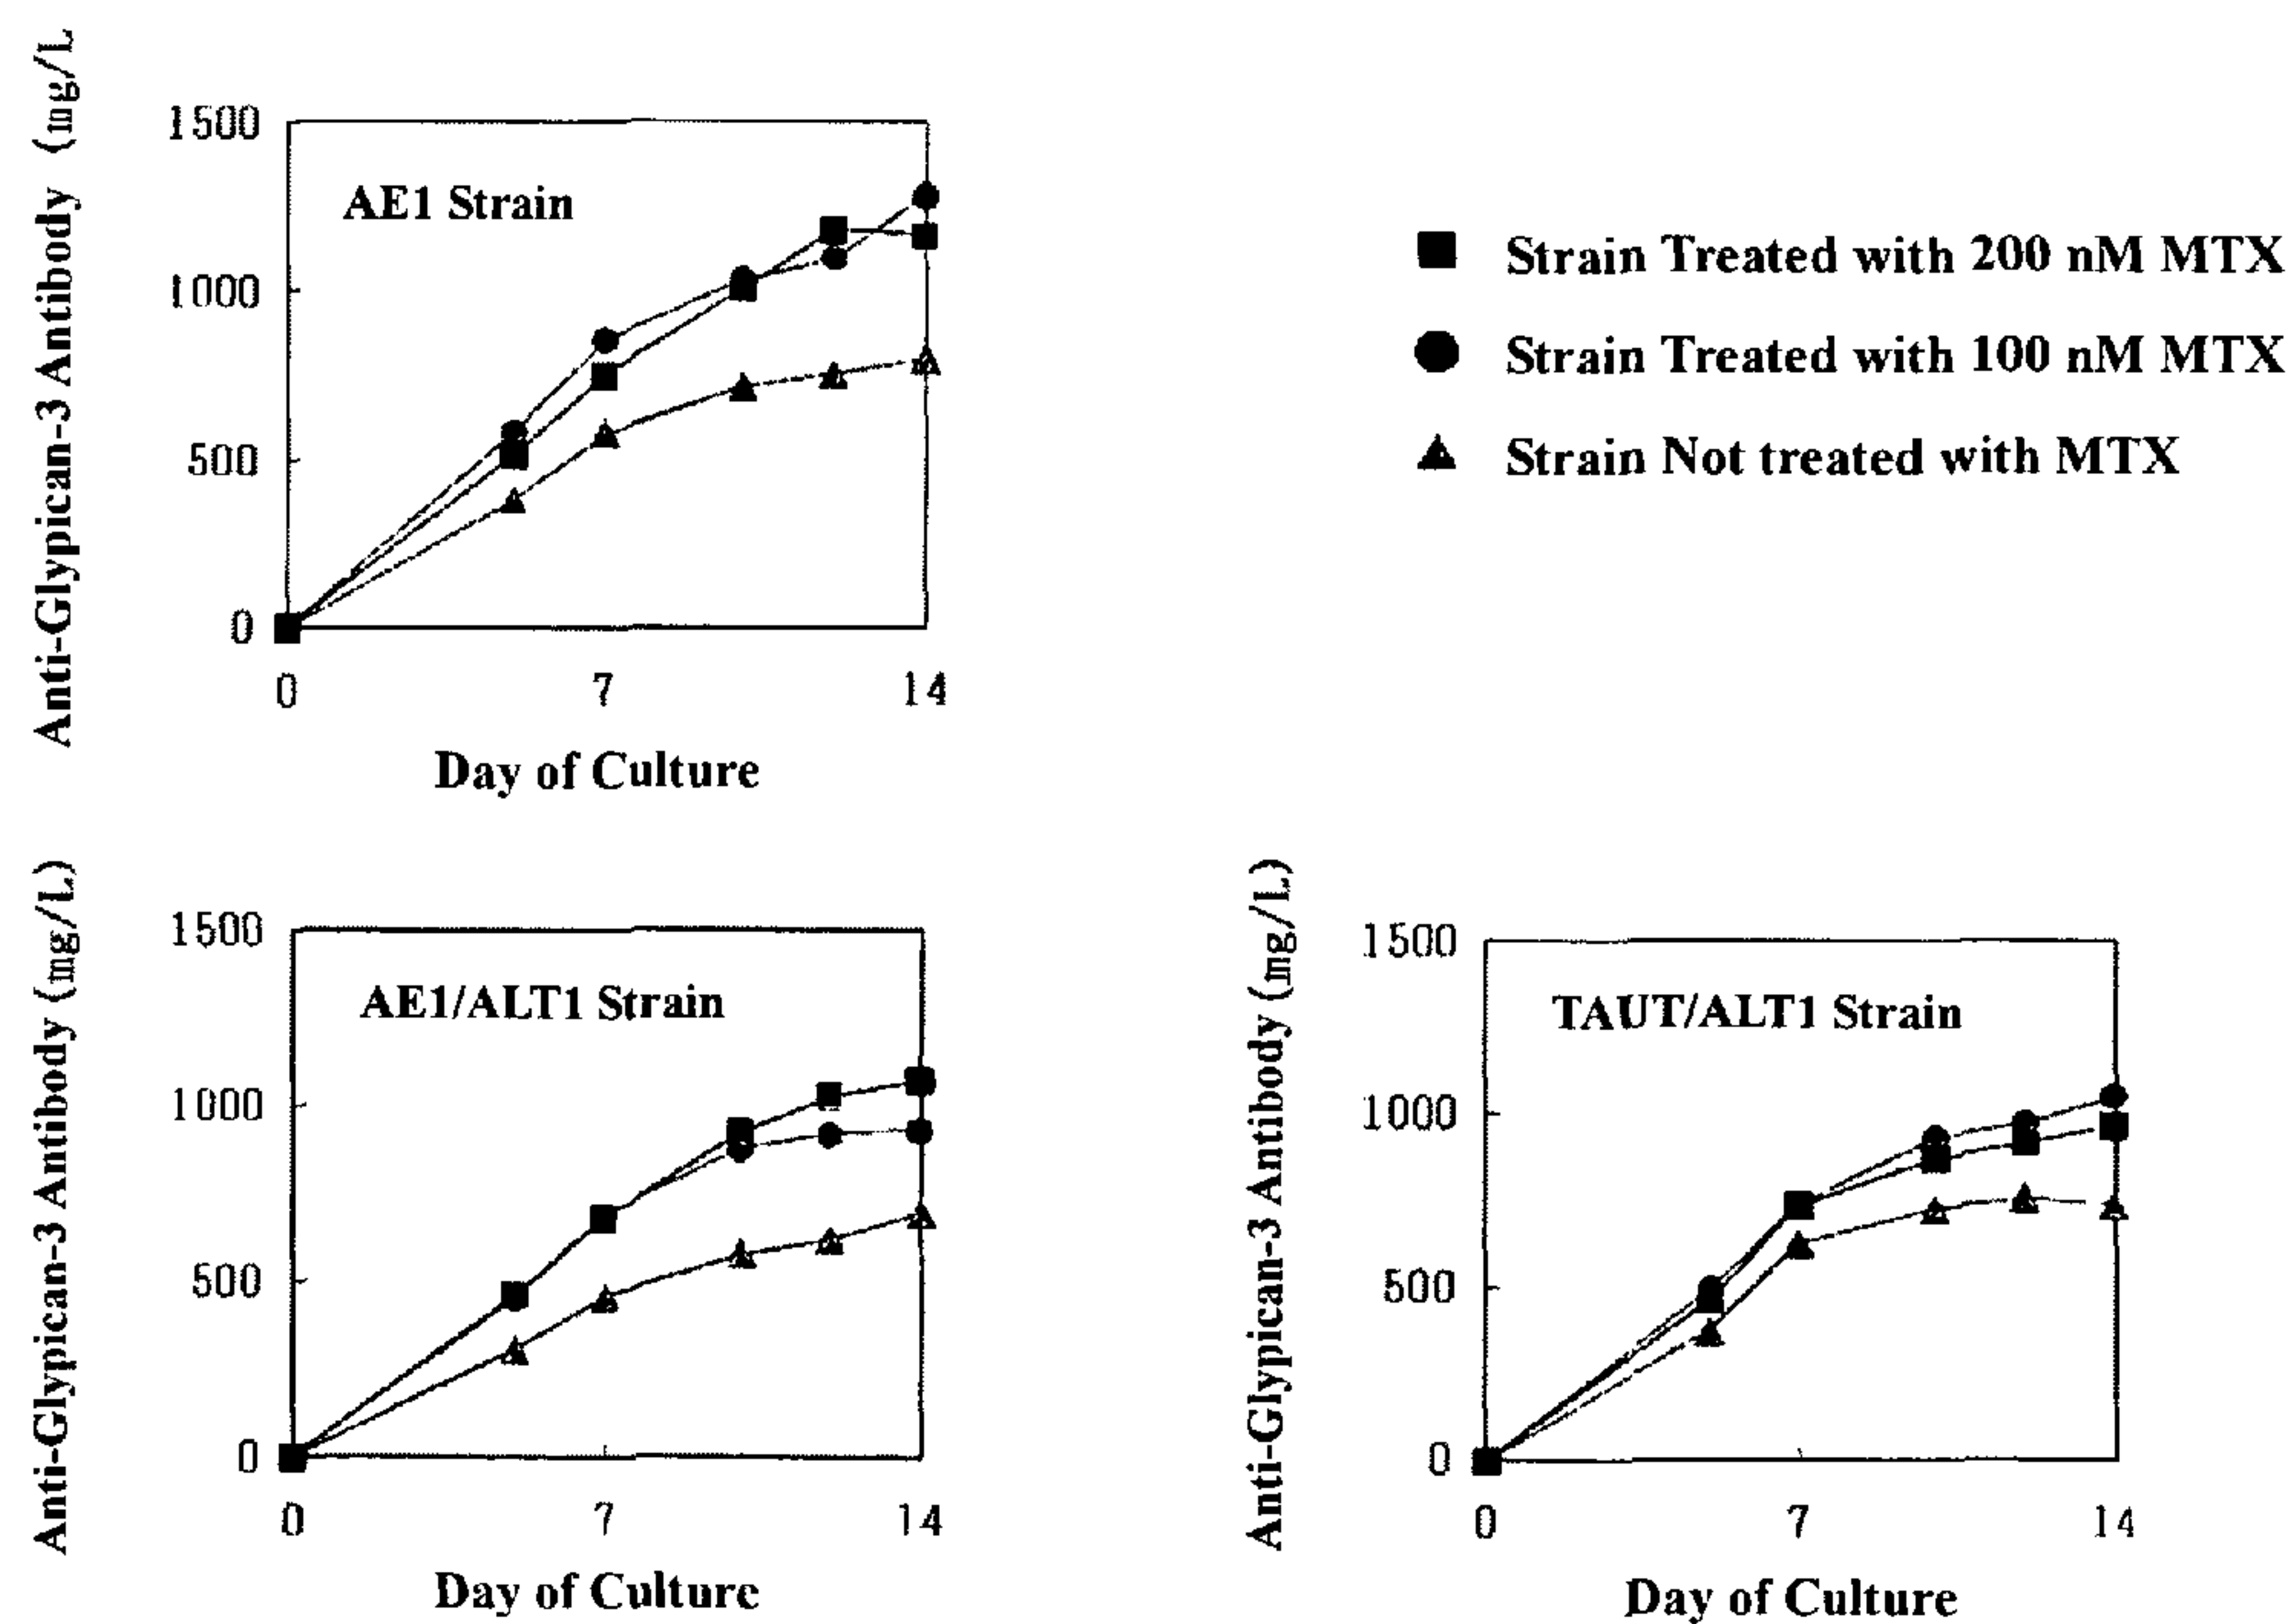 Anti-Glypican-3 Antibody (mg/L
1500
1000
500
0
AE1 Strain
0 7 14
Day of Culture
Strain Treated with 200 nM MTX
Strain Treated with 100 nM MTX
Strain Not treated with MTX
Anti-Glypican-3 Antibody (mg/L)
1500
1000
500
0
AE1/ALT1 Strain
0 7 14
Day of Culture
Anti-Glypican-3 Antibody (mg/L)
1500
1000
500
0
TAUT/ALT1 Strain
0 7 14
Day of Culture